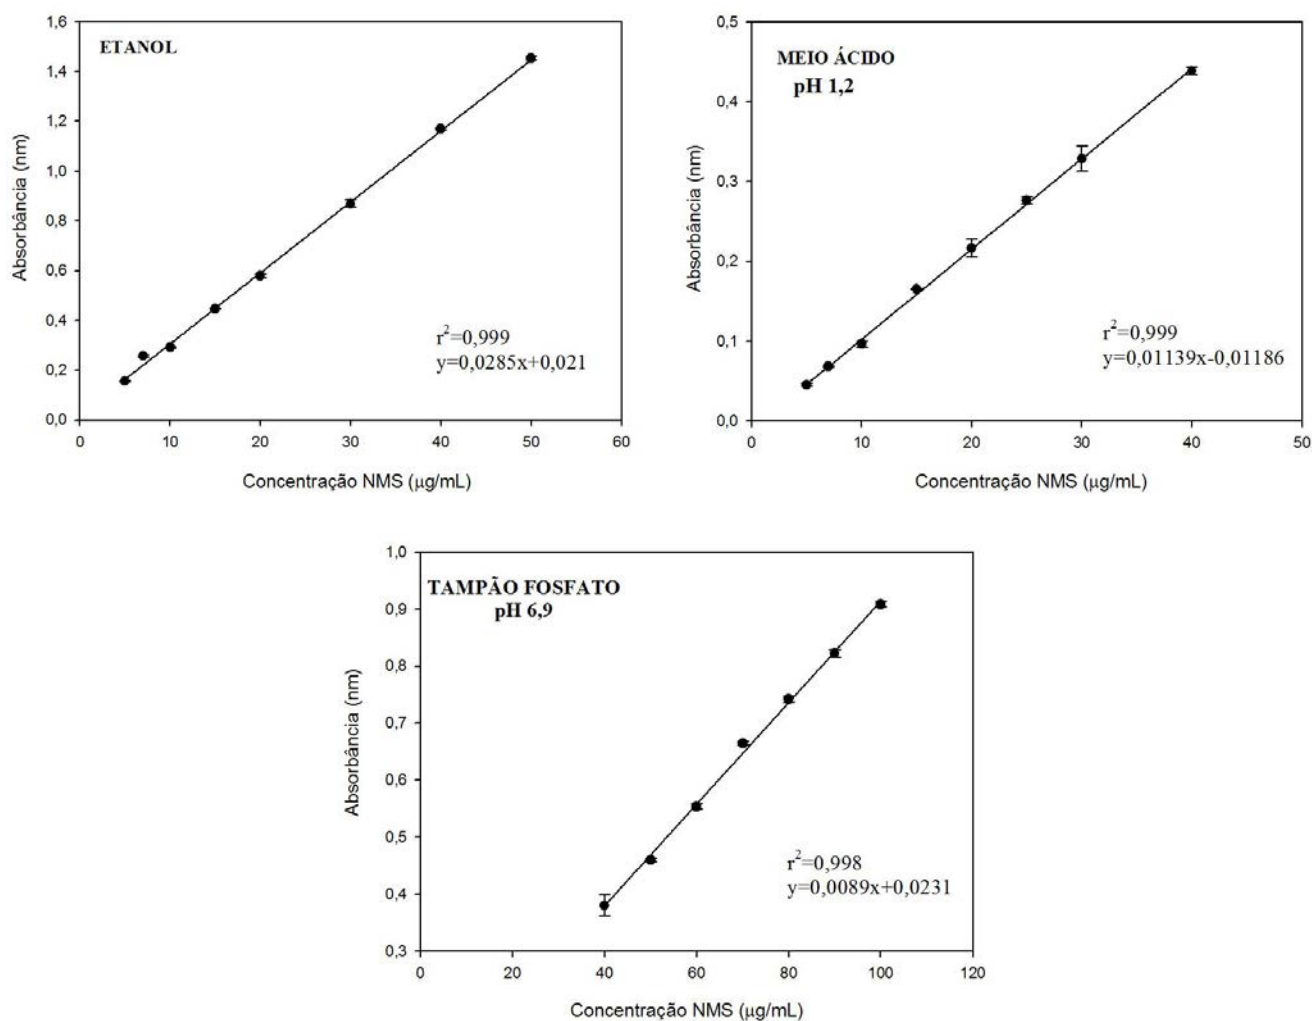 ETANOL
Absorbância (nm)
1,6
1,4
1,2
1,0
0,8
0,6
0,4
0,2
0,0
r²=0,999
y=0,0285x+0,021
0 10 20 30 40 50 60
Concentração NMS (μg/mL)
MEIO ÁCIDO
pH 1,2
Absorbância (nm)
0,5
0,4
0,3
0,2
0,1
0,0
r²=0,999
y=0,01139x-0,01186
0 10 20 30 40 50
Concentração NMS (μg/mL)
TAMPÃO FOSFATO
pH 6,9
Absorbância (nm)
1,0
0,9
0,8
0,7
0,6
0,5
0,4
0,3
r²=0,998
y=0,0089x+0,0231
0 20 40 60 80 100 120
Concentração NMS (μg/mL)